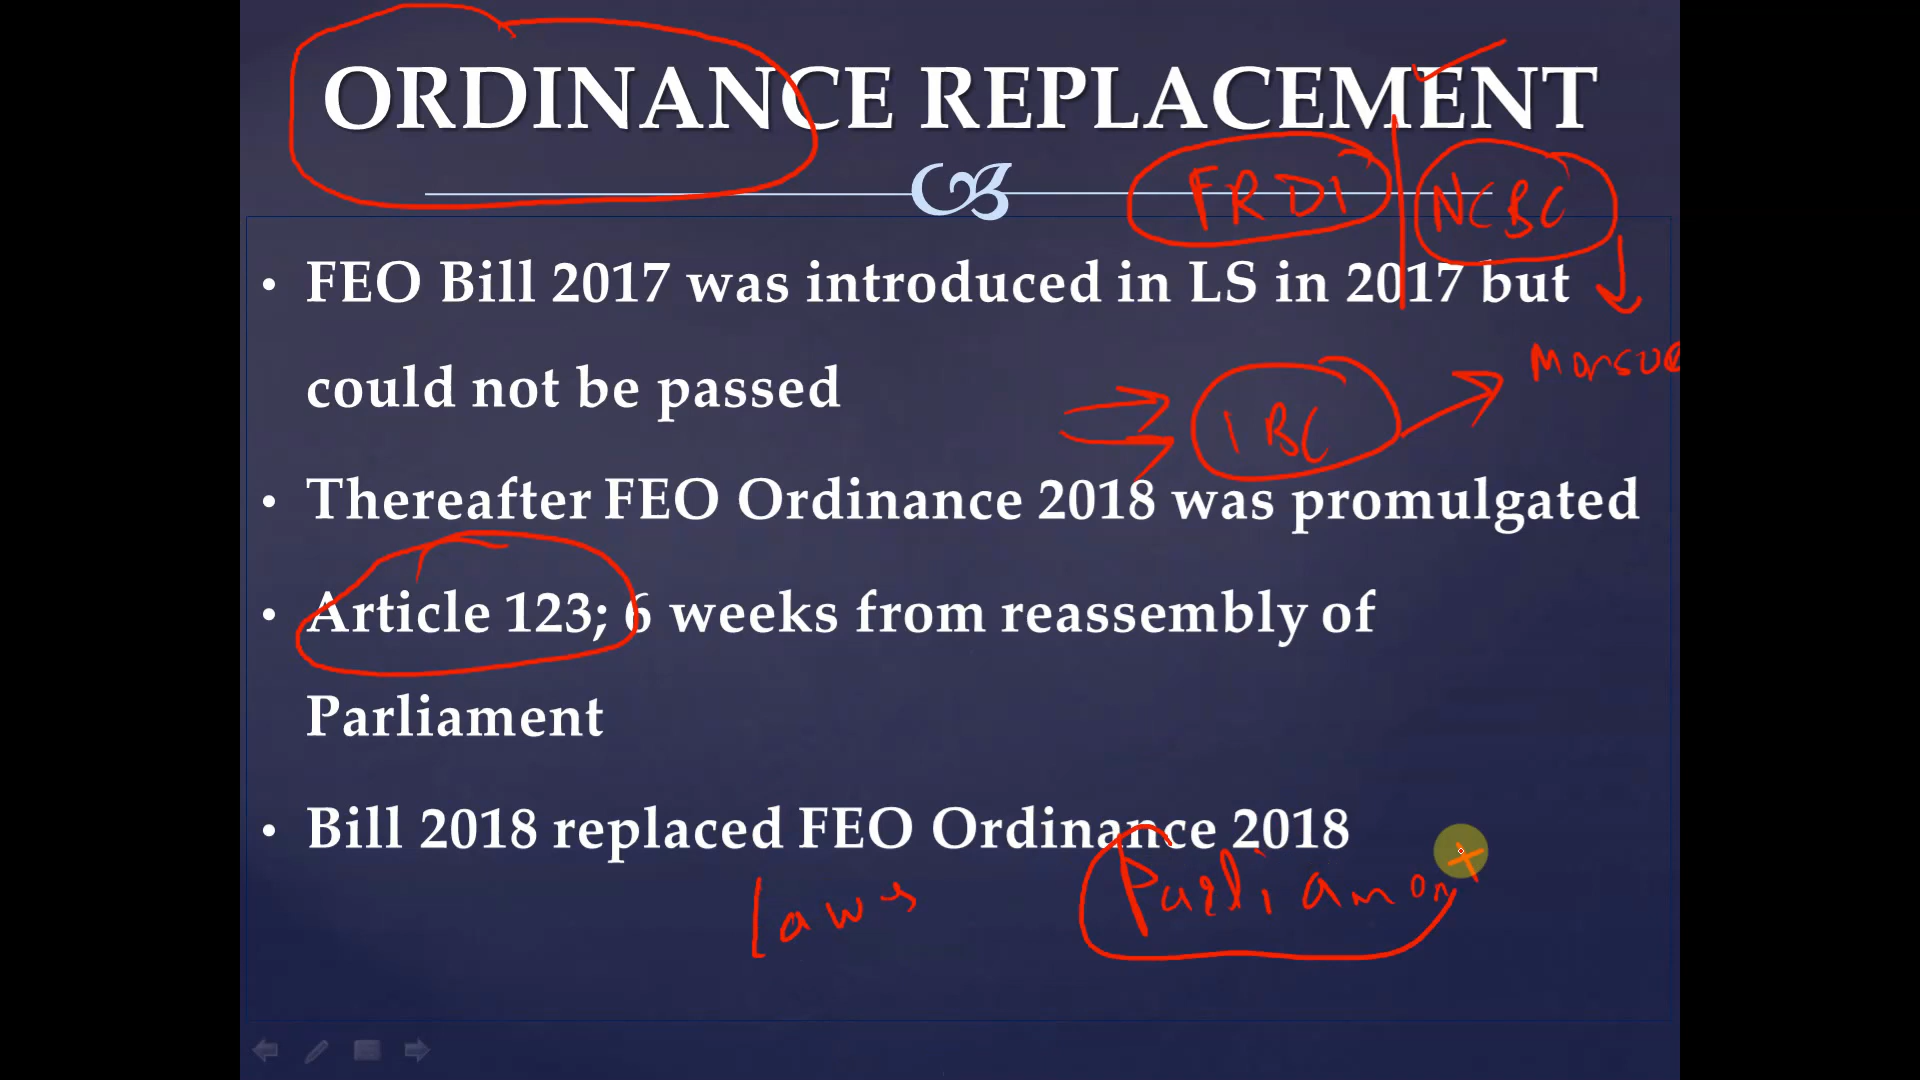 ORDINANCE REPLACEMENT
FRDI NCBC
• FEO Bill 2017 was introduced in LS in 2017 but
could not be passed
IBC
• Thereafter FEO Ordinance 2018 was promulgated
• Article 123; 6 weeks from reassembly of
Parliament
• Bill 2018 replaced FEO Ordinance 2018
laws